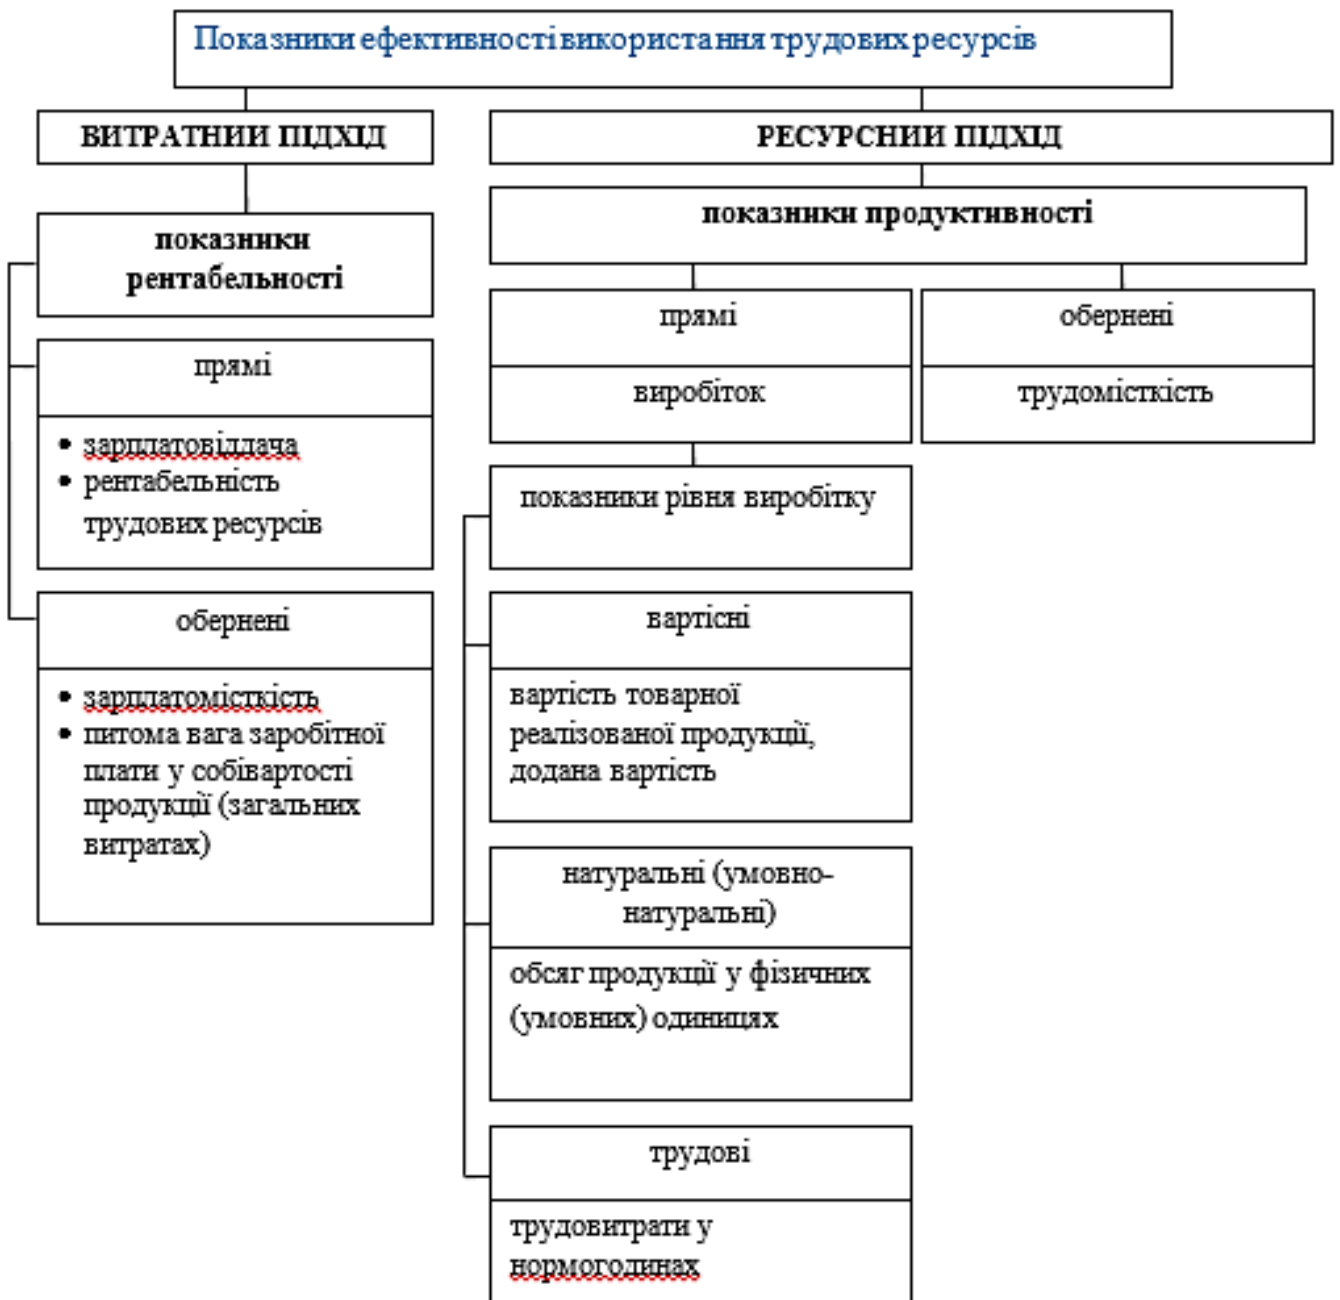 Показники ефективності використання трудових ресурсів
ВИТРАТНИИ ПІДХІД
показники
рентабельності
прямі
• зарплатовіддача
• рентабельність
трудових ресурсів
обернені
• зарплатомісткість
• питома вага заробітної
плати у собівартості
продукції (загальних
витратах)
РЕСУРСНИИ ПІДХІД
показники продуктивності
прямі
виробіток
обернені
трудомісткість
показники рівня виробітку
вартісні
вартість товарної
реалізованої продукції,
додана вартість
натуральні (умовно-
натуральні)
обсяг продукції у фізичних
(умовних) одиницях
трудові
трудовитрати у
нормогодинах